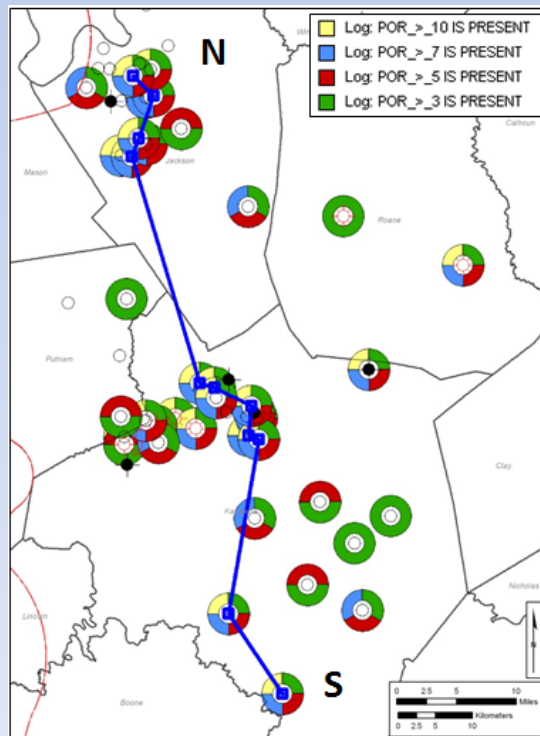 N
Log: POR_>_10 IS PRESENT
Log: POR_>_7 IS PRESENT
Log: POR_>_5 IS PRESENT
Log: POR_>_3 IS PRESENT
Calhoun
Jackson
Mason
Roane
Putnam
Clay
Nicholas
Lincoln
Boone
S
N
0 2.5 5 10
Miles
0 2.5 5 10
Kilometers